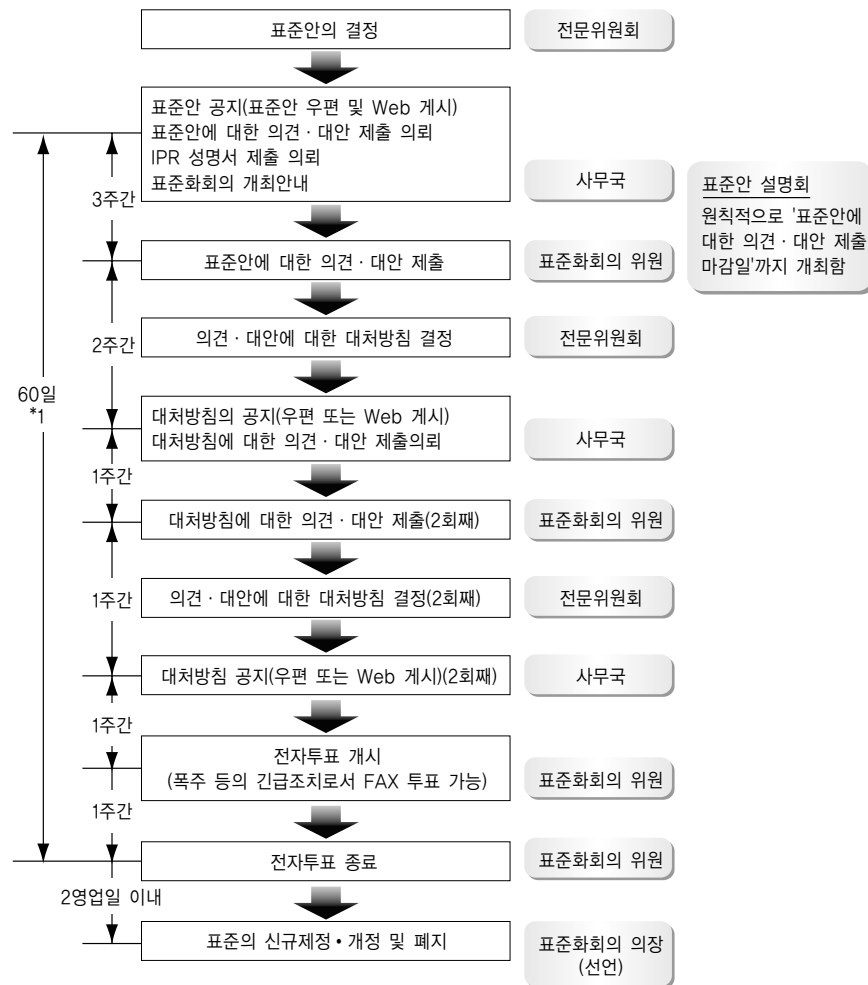 표준안의 결정
전문위원회
표준안 공지(표준안 우편 및 Web 게시)
표준안에 대한 의견 · 대안 제출 의뢰
IPR 성명서 제출 의뢰
표준화회의 개최안내
사무국
표준안 설명회
원칙적으로 '표준안에
대한 의견 · 대안 제출
마감일'까지 개최함
3주간
표준안에 대한 의견 · 대안 제출
표준화회의 위원
2주간
의견 · 대안에 대한 대처방침 결정
전문위원회
60일
*1
대처방침의 공지(우편 또는 Web 게시)
대처방침에 대한 의견 · 대안 제출의뢰
사무국
1주간
대처방침에 대한 의견 · 대안 제출(2회째)
표준화회의 위원
1주간
의견 · 대안에 대한 대처방침 결정(2회째)
전문위원회
대처방침 공지(우편 또는 Web 게시)(2회째)
사무국
1주간
전자투표 개시
(폭주 등의 긴급조치로서 FAX 투표 가능)
표준화회의 위원
1주간
전자투표 종료
표준화회의 위원
2영업일 이내
표준의 신규제정 • 개정 및 폐지
표준화회의 의장
(선언)